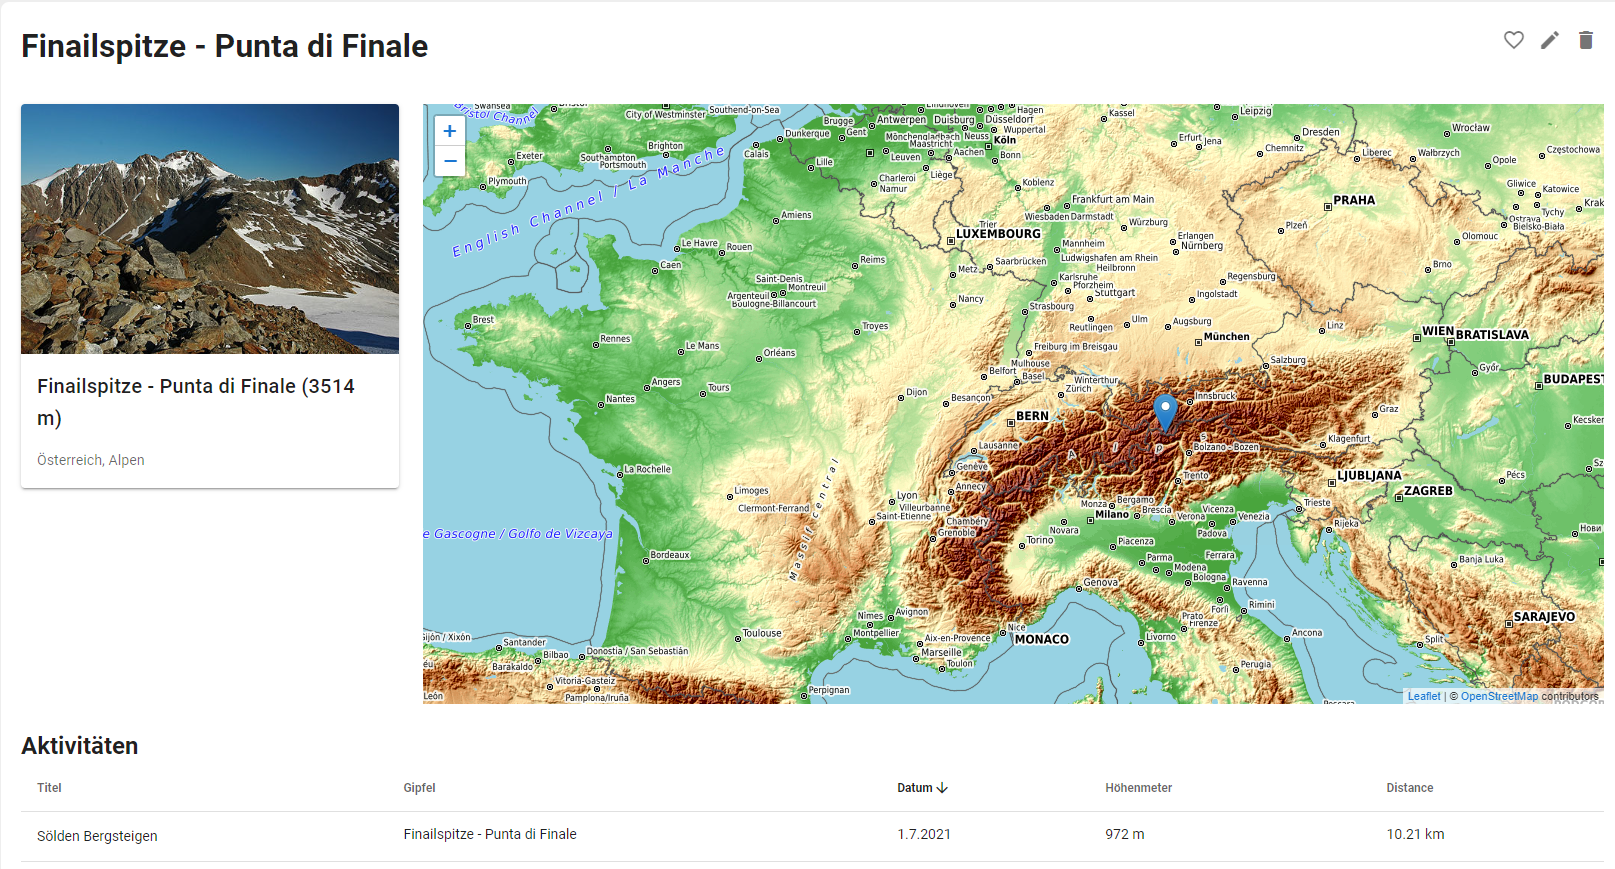 Finailspitze - Punta di Finale
Finailspitze - Punta di Finale (3514
m)
Österreich, Alpen
+
−
Swansea
Bristol Channel
City of Westminster
Southend-on-Sea
Exeter
Southampton
Portsmouth
Brighton
Plymouth
English Channel / La Manche
Calais
Dunkerque
Brugge
Gent
Antwerpen
Eindhoven
Duisburg
Düsseldorf
Hagen
Wuppertal
Mönchengladbach
Neuss
Köln
Maastricht
Aachen
Bonn
Leuven
Liège
Lille
Charleroi
Namur
Koblenz
Kassel
Leipzig
Erfurt
Jena
Dresden
Chemnitz
Liberec
Wrocław
Wałbrzych
Opole
Częstochowa
Gliwice
Katowice
Tychy
Krak
Ostrava
Bielsko-Biała
Olomouc
Brno
PRAHA
Plzeň
Frankfurt am Main
Wiesbaden
Darmstadt
Würzburg
Trier
LUXEMBOURG
Mannheim
Ludwigshafen am Rhein
Heilbronn
Erlangen
Nürnberg
Saarbrücken
Metz
Karlsruhe
Pforzheim
Stuttgart
Regensburg
Ingolstadt
Nancy
Strasbourg
Reutlingen
Ulm
Augsburg
München
Linz
WIEN
BRATISLAVA
Győr
BUDAPEST
Kecsker
Amiens
Le Havre
Rouen
Caen
Reims
Saint-Denis
Montreuil
Argenteuil
Boulogne-Billancourt
Brest
Rennes
Le Mans
Orléans
Troyes
Freiburg im Breisgau
Mulhouse
Belfort
Basel
Winterthur
Zürich
Salzburg
Innsbruck
Graz
Angers
Tours
Nantes
Dijon
Besançon
BERN
Lausanne
Genève
Annecy
Bolzano - Bozen
Klagenfurt
Trento
LJUBLJANA
ZAGREB
Pécs
Sz
La Rochelle
Limoges
Clermont-Ferrand
Massif central
Lyon
Villeurbanne
Saint-Etienne
Chambéry
Grenoble
A l p s
Monza
Bergamo
Milano
Brescia
Novara
Torino
Vicenza
Verona
Padova
Venezia
Trieste
Rijeka
Нови
Banja Luka
e Gascogne / Golfo de Vizcaya
Bordeaux
Piacenza
Parma
Modena
Ferrara
Bologna
Ravenna
Genova
Forlì
Rimini
Prato
Firenze
SARAJEVO
Nîmes
Avignon
Montpellier
Aix-en-Provence
Marseille
Toulon
Nice
MONACO
Livorno
Ancona
Split
Perugia
Toulouse
Gijón / Xixón
Santander
Bilbao
Barakaldo
Donostia / San Sebastián
Vitoria-Gasteiz
Pamplona/Iruña
León
Perpignan
Pescara
Leaflet | © OpenStreetMap contributors
Aktivitäten
Titel Gipfel Datum ↓ Höhenmeter Distance
Sölden Bergsteigen Finailspitze - Punta di Finale 1.7.2021 972 m 10.21 km